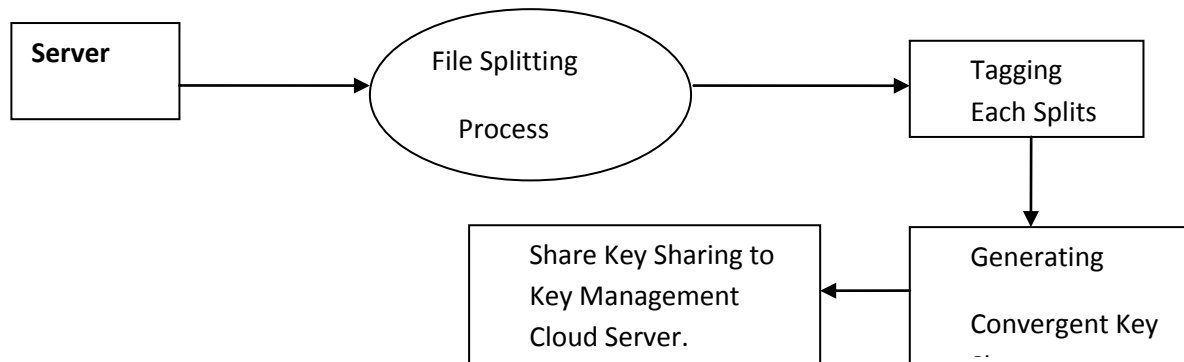 Server
File Splitting
Process
Tagging
Each Splits
Generating
Convergent Key
Share Key Sharing to
Key Management
Cloud Server.